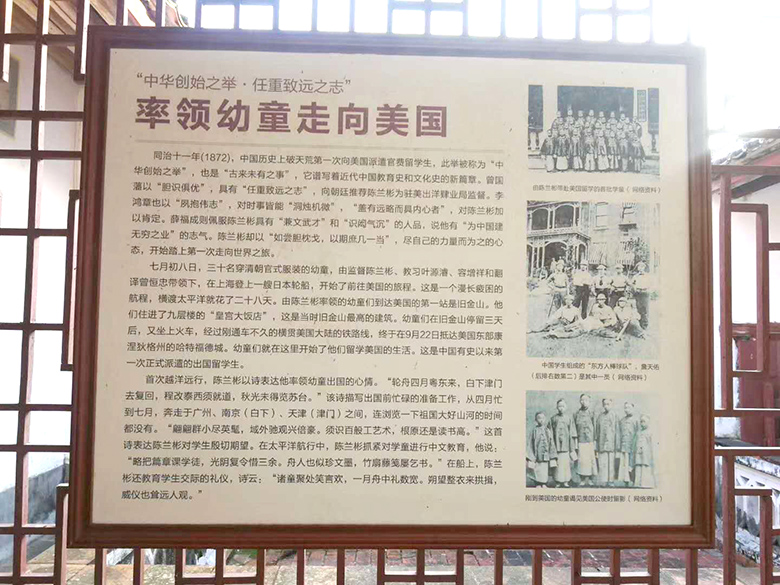 “中华创始之举·任重致远之志”
率领幼童走向美国
同治十一年(1872)，中国历史上破天荒第一次向美国派遣官费留学生，此举被称为“中
华创始之举”，也是“古来未有之事”，它谱写着近代中国教育史和文化史的新篇章。曾国
藩以“胆识俱优”，具有“任重致远之志”，向朝廷推荐陈兰彬为驻美出洋肄业局监督。李
鸿章也以“夙抱伟志”，对时事皆能“洞烛机微”、“盖有远略而具内心者”，对陈兰彬加
以肯定。薛福成则佩服陈兰彬具有“兼文武才”和“识闳气沉”的人品，说他有“为中国建
无穷之业”的志气。陈兰彬却以“如尝胆枕戈，以期庶几一当”，尽自己的力量而为之的心
态，开始踏上第一次走向世界之旅。
七月初八日，三十名穿清朝官式服装的幼童，由监督陈兰彬、教习叶源濬、容增祥和翻
译曾恒忠带领下，在上海登上一艘日本轮船，开始了前往美国的旅程。这是一个漫长疲困的
航程，横渡太平洋就花了二十八天。由陈兰彬率领的幼童们到达美国的第一站是旧金山。他
们住进了九层楼的“皇宫大饭店”，这是当时旧金山最高的建筑。幼童们在旧金山停留三天
后，又坐上火车，经过刚通车不久的横贯美国大陆的铁路线，终于在9月22日抵达美国东部康
涅狄格州的哈特福德城。幼童们就在这里开始了他们留学美国的生活。这是中国有史以来第
一次正式派遣的出国留学生。
首次越洋远行，陈兰彬以诗表达他率领幼童出国的心情。“轮舟四月粤东来，白下津门
去复回，程改泰西须就道，秋光未得览苏台。”该诗描写出国前忙碌的准备工作，从四月忙
到七月，奔走于广州、南京（白下）、天津（津门）之间，连浏览一下祖国大好山河的时间
都没有。“翩翩群小尽英髦，域外驰观兴倍豪。须识百般工艺术，根原还是读书高。”这首
诗表达陈兰彬对学生殷切期望。在太平洋航行中，陈兰彬抓紧对学童进行中文教育，他说：
“略把篇章课学徒，光阴复令惜三余。舟人也似珍文墨，竹扇藤笺屡乞书。”在船上，陈兰
彬还教育学生交际的礼仪，诗云：“诸童聚处笑言欢，一月舟中礼数宽。朔望整衣来拱揖，
威仪也耸远人观。”
由陈兰彬带赴美国留学的首批学童（网络资料）
中国学生组成的“东方人棒球队”，詹天佑
（后排右数第二）是其中一员（网络资料）
刚到美国的幼童谒见美国公使时留影（网络资料）